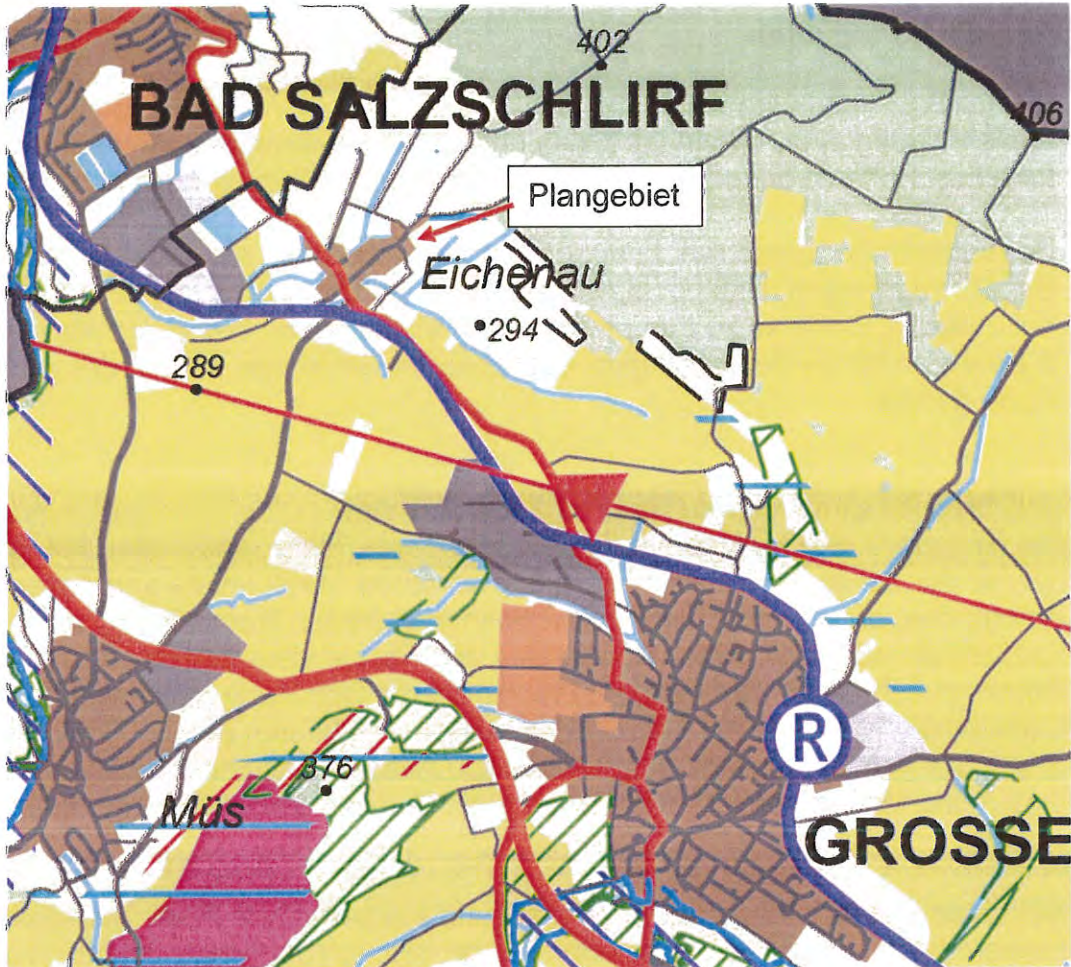 402
BAD SALZSCHLIRF
406
Plangebiet
Eichenau
294
289
R
376
Müs
GROSSE